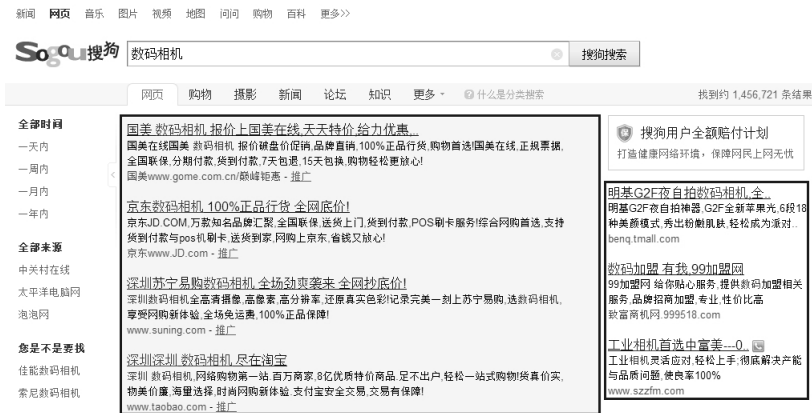 新闻 网页 音乐 图片 视频 地图 问问 购物 百科 更多>>
Sogou搜狗 数码相机 搜狗搜索
网页 购物 摄影 新闻 论坛 知识 更多 什么是分类搜索 找到约 1,456,721 条结果
全部时间
一天内
一周内
一月内
一年内
全部来源
中关村在线
太平洋电脑网
泡泡网
您是不是要找
佳能数码相机
索尼数码相机
国美 数码相机 报价上国美在线,天天特价,给力优惠...
国美在线国美 数码相机 报价破盘价促销,品牌直销,100%正品行货,购物首选!国美在线,正规票据,
全国联保,分期付款,货到付款,7天包退,15天包换,购物轻松更放心!
国美www.gome.com.cn/巅峰钜惠 - 推广
京东数码相机 100%正品行货 全网底价!
京东JD.COM,万款知名品牌汇聚,全国联保,送货上门,货到付款,POS刷卡服务!综合网购首选,支持
货到付款与pos机刷卡,送货到家,网购上京东,省钱又放心!
京东www.JD.com - 推广
深圳苏宁易购数码相机 全场劲爽袭来 全网抄底价!
深圳数码相机全高清摄像,高像素,高分辨率,还原真实色彩!记录完美一刻上苏宁易购,选数码相机,
享受网购新体验,全场免运费,100%正品保障!
www.suning.com - 推广
深圳深圳 数码相机 尽在淘宝
深圳 数码相机,网络购物第一站.百万商家,8亿优质特价商品.足不出户,轻松一站式购物!货真价实,
物美价廉,海量选择,时尚网购新体验.支付宝安全交易,交易有保障!
www.taobao.com - 推广
搜狗用户全额赔付计划
打造健康网络环境，保障网民上网无忧
明基G2F夜自拍数码相机,全..
明基G2F夜自拍神器,G2F全新苹果光,6段18
种美颜模式,秀出粉嫩肌肤,轻松成为派对..
benq.tmall.com
数码加盟 有我,99加盟网
99加盟网 给你贴心服务,提供数码加盟相关
服务,品牌招商加盟,专业,性价比高
致富商机网.999518.com
工业相机首选中富美---0..
工业相机灵活应对,轻松上手;彻底解决产能
与品质问题,使良率100%
www.szzfm.com